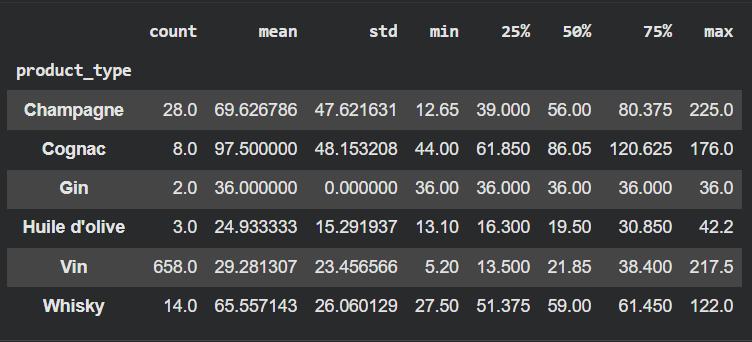 count mean std min 25% 50% 75% max
product_type
Champagne 28.0 69.626786 47.621631 12.65 39.000 56.00 80.375 225.0
Cognac 8.0 97.500000 48.153208 44.00 61.850 86.05 120.625 176.0
Gin 2.0 36.000000 0.000000 36.00 36.000 36.00 36.000 36.0
Huile d'olive 3.0 24.933333 15.291937 13.10 16.300 19.50 30.850 42.2
Vin 658.0 29.281307 23.456566 5.20 13.500 21.85 38.400 217.5
Whisky 14.0 65.557143 26.060129 27.50 51.375 59.00 61.450 122.0